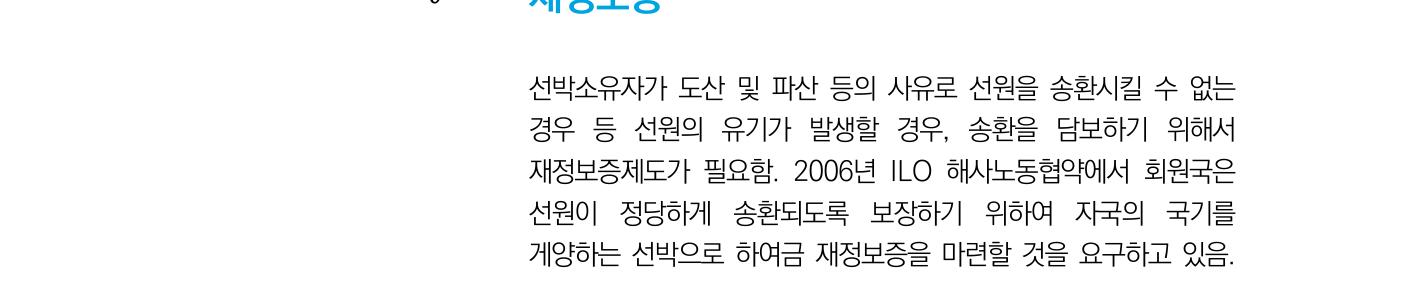 재정보증
선박소유자가 도산 및 파산 등의 사유로 선원을 송환시킬 수 없는
경우 등 선원의 유기가 발생할 경우, 송환을 담보하기 위해서
재정보증제도가 필요함. 2006년 ILO 해사노동협약에서 회원국은
선원이 정당하게 송환되도록 보장하기 위하여 자국의 국기를
게양하는 선박으로 하여금 재정보증을 마련할 것을 요구하고 있음.